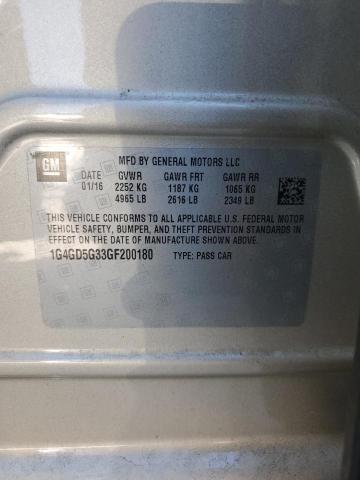 GM
MFD BY GENERAL MOTORS LLC
DATE GVWR GAWR FRT GAWR RR
01/16 2252 KG 1187 KG 1065 KG
4965 LB 2616 LB 2349 LB
THIS VEHICLE CONFORMS TO ALL APPLICABLE U.S. FEDERAL MOTOR
VEHICLE SAFETY, BUMPER, AND THEFT PREVENTION STANDARDS
IN EFFECT ON THE DATE OF MANUFACTURE SHOWN ABOVE.
1G4GD5G33GF200180 TYPE: PASS CAR